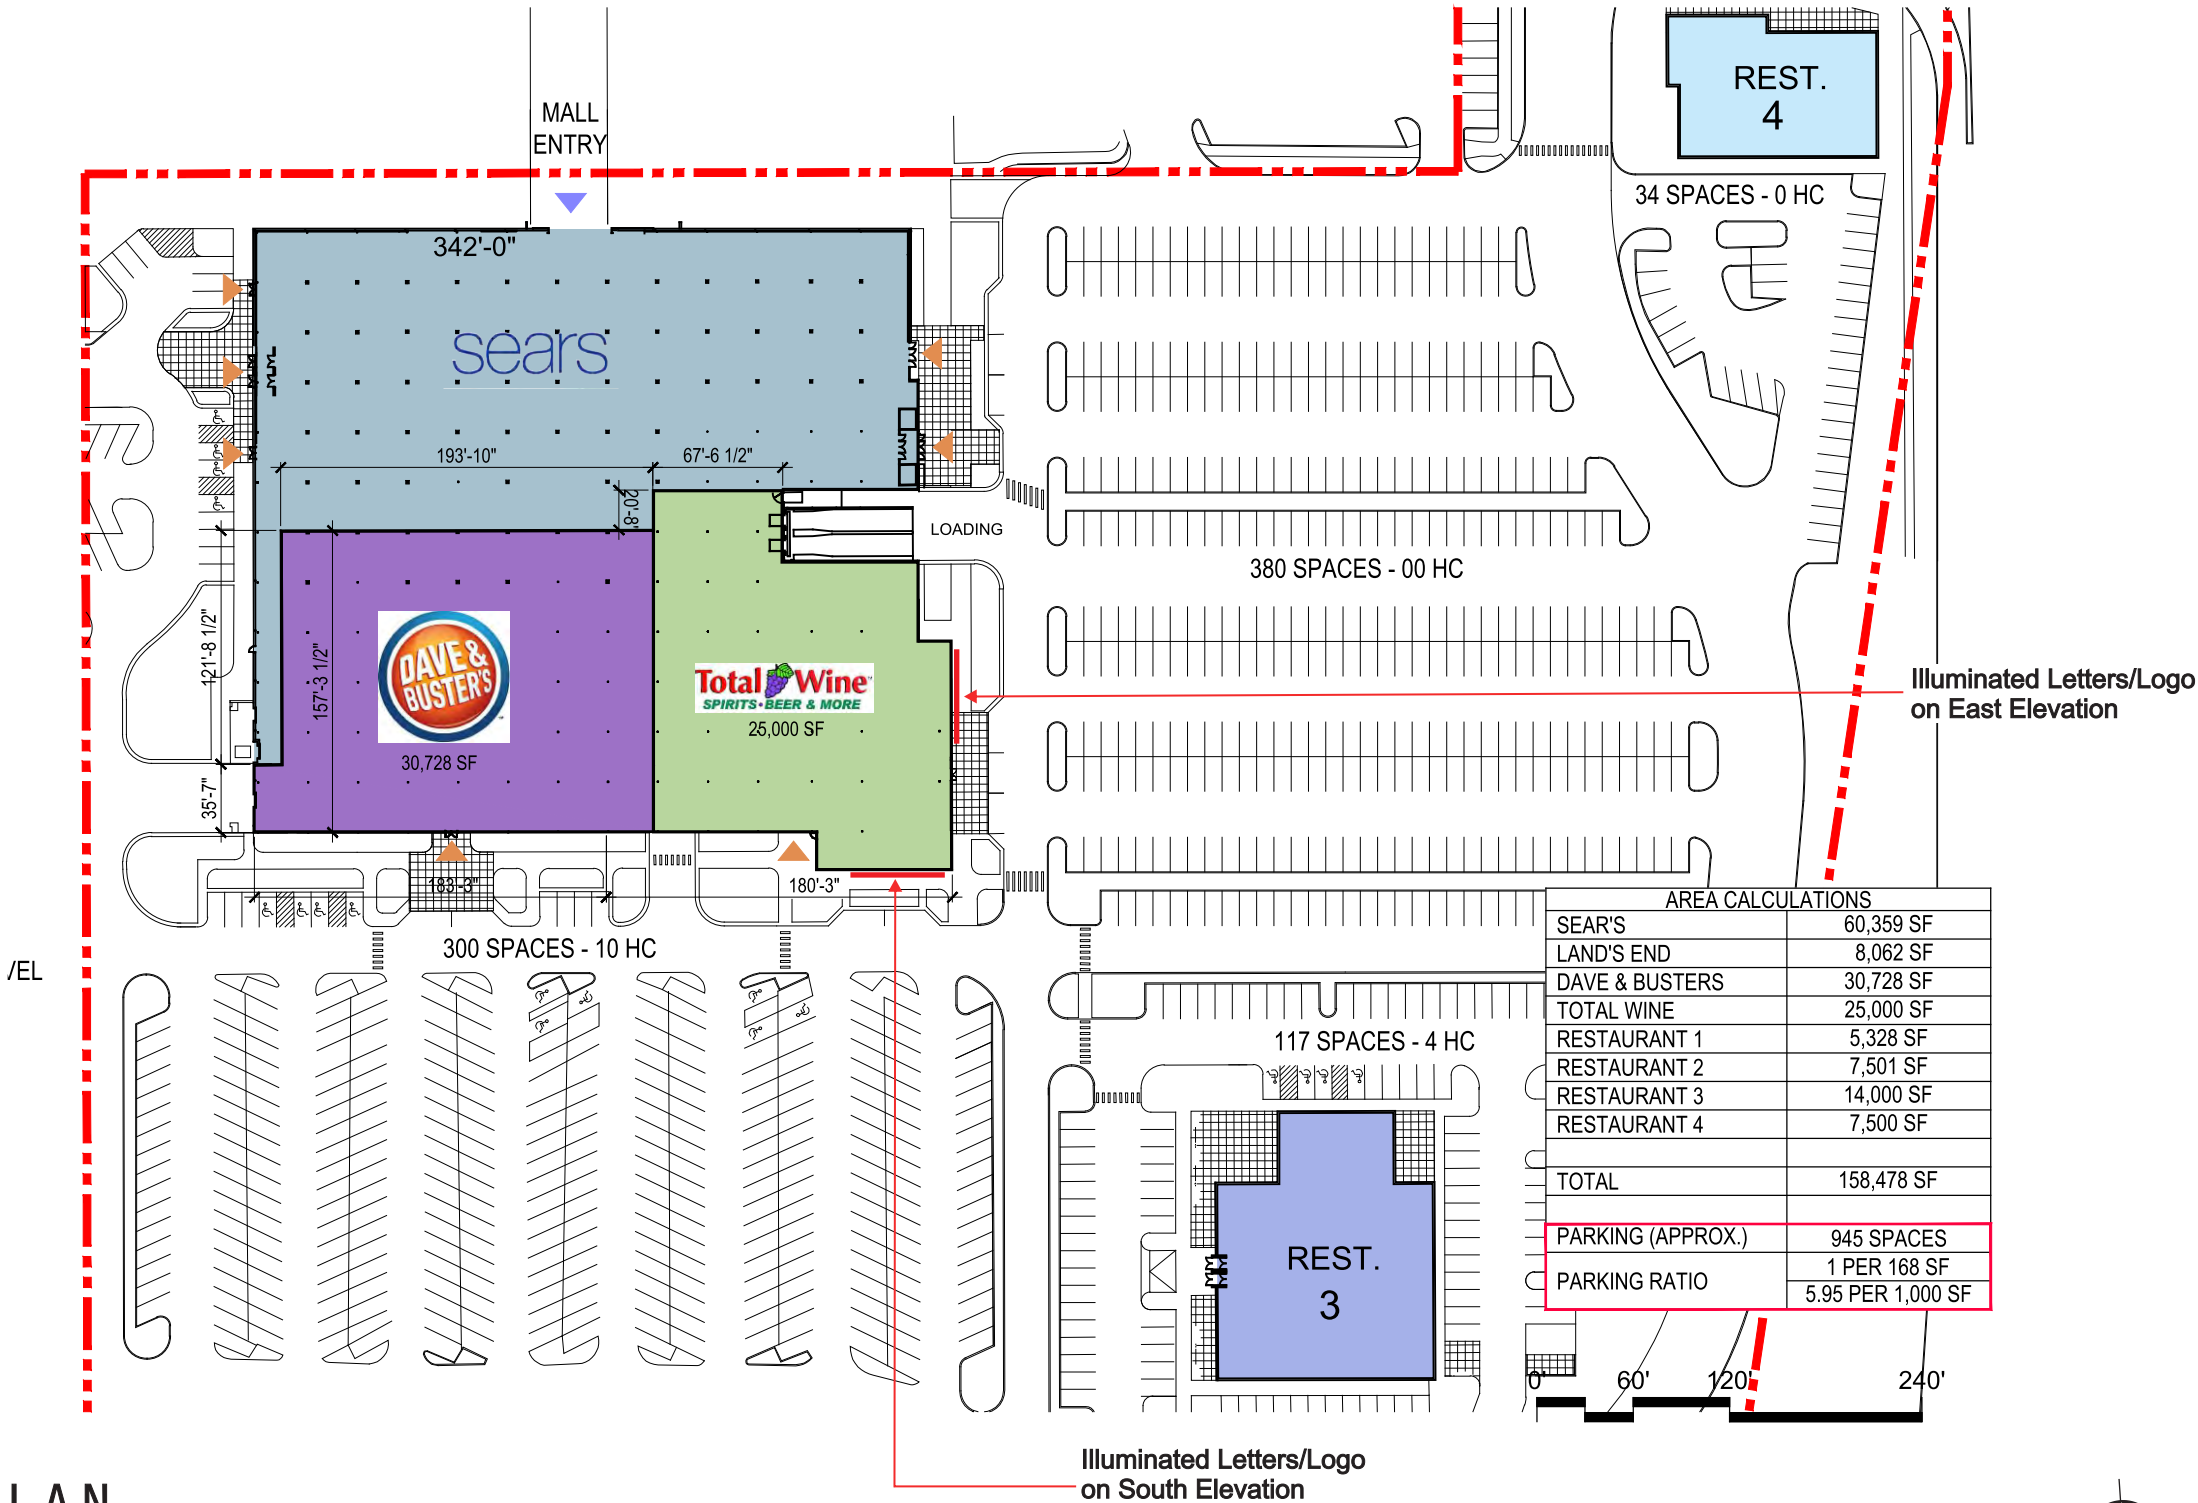 MALL
ENTRY
REST.
4
34 SPACES - 0 HC
342'-0"
sears
193'-10"
67'-6 1/2"
20'-8"
LOADING
380 SPACES - 00 HC
121'-8 1/2"
157'-3 1/2"
DAVE &
BUSTER'S
30,728 SF
Total Wine
SPIRITS • BEER & MORE
25,000 SF
Illuminated Letters/Logo
on East Elevation
35'-7"
183'-3"
180'-3"
300 SPACES - 10 HC
/EL
AREA CALCULATIONS
SEAR'S 60,359 SF
LAND'S END 8,062 SF
DAVE & BUSTERS 30,728 SF
TOTAL WINE 25,000 SF
RESTAURANT 1 5,328 SF
RESTAURANT 2 7,501 SF
RESTAURANT 3 14,000 SF
RESTAURANT 4 7,500 SF
TOTAL 158,478 SF
PARKING (APPROX.) 945 SPACES
PARKING RATIO 1 PER 168 SF
5.95 PER 1,000 SF
117 SPACES - 4 HC
REST.
3
0' 60' 120' 240'
Illuminated Letters/Logo
on South Elevation
LAN